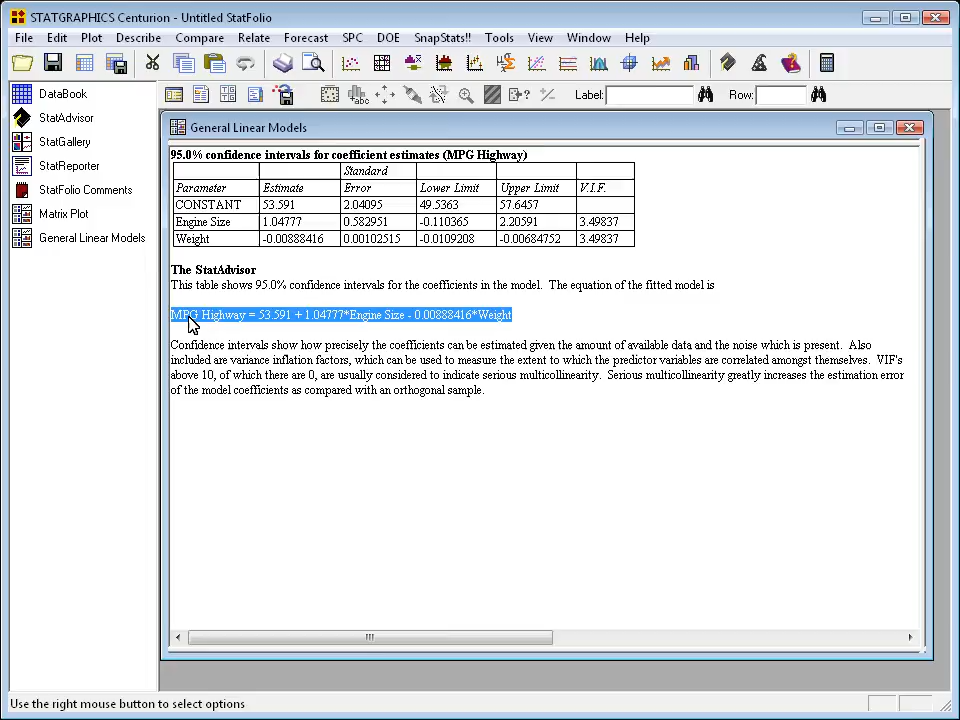 STATGRAPHICS Centurion - Untitled StatFolio
File Edit Plot Describe Compare Relate Forecast SPC DOE SnapStats!! Tools View Window Help
Label: Row:
DataBook
StatAdvisor
StatGallery
StatReporter
StatFolio Comments
Matrix Plot
General Linear Models
General Linear Models
95.0% confidence intervals for coefficient estimates (MPG Highway)
Standard
Parameter Estimate Error Lower Limit Upper Limit V.I.F.
CONSTANT 53.591 2.04095 49.5363 57.6457
Engine Size 1.04777 0.582951 -0.110365 2.20591 3.49837
Weight -0.00888416 0.00102515 -0.0109208 -0.00684752 3.49837
The StatAdvisor
This table shows 95.0% confidence intervals for the coefficients in the model. The equation of the fitted model is
MPG Highway = 53.591 + 1.04777*Engine Size - 0.00888416*Weight
Confidence intervals show how precisely the coefficients can be estimated given the amount of available data and the noise which is present. Also
included are variance inflation factors, which can be used to measure the extent to which the predictor variables are correlated amongst themselves. VIF's
above 10, of which there are 0, are usually considered to indicate serious multicollinearity. Serious multicollinearity greatly increases the estimation error
of the model coefficients as compared with an orthogonal sample.
Use the right mouse button to select options